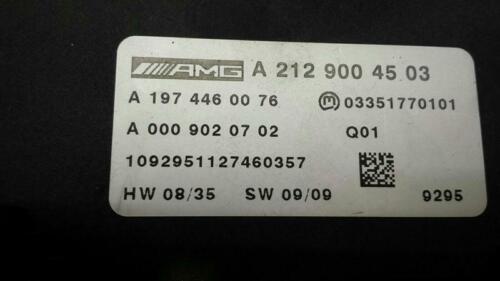 AMG A 212 900 45 03
A 197 446 00 76 M 03351770101
A 000 902 07 02 Q01
1092951127460357
HW 08/35 SW 09/09 9295